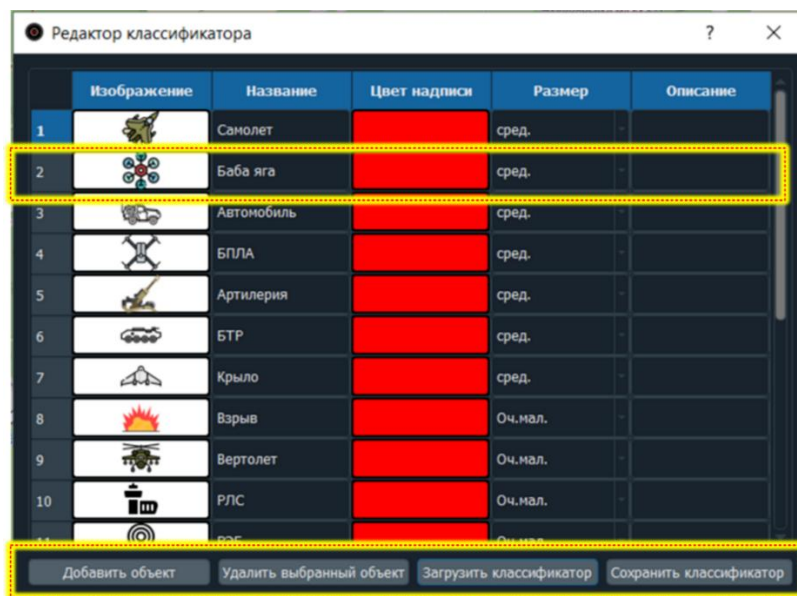 Редактор классификатора ?
Изображение Название Цвет надписи Размер Описание
1 Самолет сред.
2 Баба яга сред.
3 Автомобиль сред.
4 БПЛА сред.
5 Артилерия сред.
6 БТР сред.
7 Крыло сред.
8 Взрыв Оч.мал.
9 Вертолет Оч.мал.
10 РЛС Оч.мал.
Добавить объект Удалить выбранный объект Загрузить классификатор Сохранить классификатор